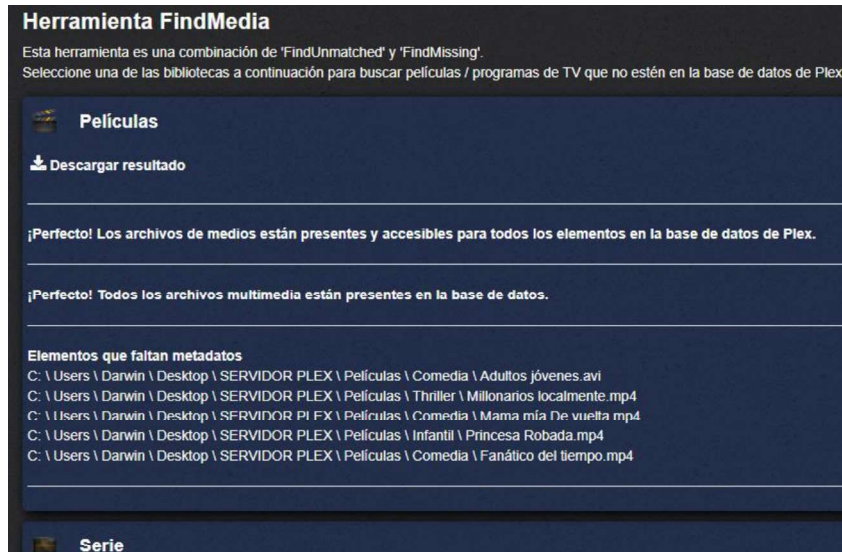 Herramienta FindMedia
Esta herramienta es una combinación de 'FindUnmatched' y 'FindMissing'.
Seleccione una de las bibliotecas a continuación para buscar películas / programas de TV que no estén en la base de datos de Plex
Películas
Descargar resultado
¡Perfecto! Los archivos de medios están presentes y accesibles para todos los elementos en la base de datos de Plex.
¡Perfecto! Todos los archivos multimedia están presentes en la base de datos.
Elementos que faltan metadatos
C: \ Users \ Darwin \ Desktop \ SERVIDOR PLEX \ Películas \ Comedia \ Adultos jóvenes.avi
C: \ Users \ Darwin \ Desktop \ SERVIDOR PLEX \ Películas \ Thriller \ Millonarios localmente.mp4
C: \ Users \ Darwin \ Desktop \ SERVIDOR PLEX \ Películas \ Comedia \ Mama mía De vuelta mp4
C: \ Users \ Darwin \ Desktop \ SERVIDOR PLEX \ Películas \ Infantil \ Princesa Robada.mp4
C: \ Users \ Darwin \ Desktop \ SERVIDOR PLEX \ Películas \ Comedia \ Fanático del tiempo.mp4
Serie